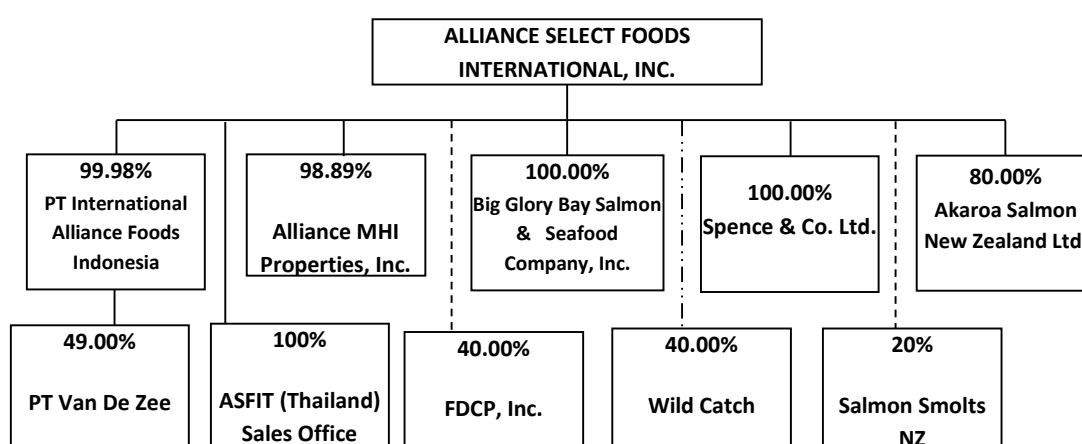 ALLIANCE SELECT FOODS
INTERNATIONAL, INC.
99.98%
PT International
Alliance Foods
Indonesia
98.89%
Alliance MHI
Properties, Inc.
100.00%
Big Glory Bay Salmon
& Seafood
Company, Inc.
100.00%
Spence & Co. Ltd.
80.00%
Akaroa Salmon
New Zealand Ltd
49.00%
PT Van De Zee
100%
ASFIT (Thailand)
Sales Office
40.00%
FDCP, Inc.
40.00%
Wild Catch
20%
Salmon Smolts
NZ